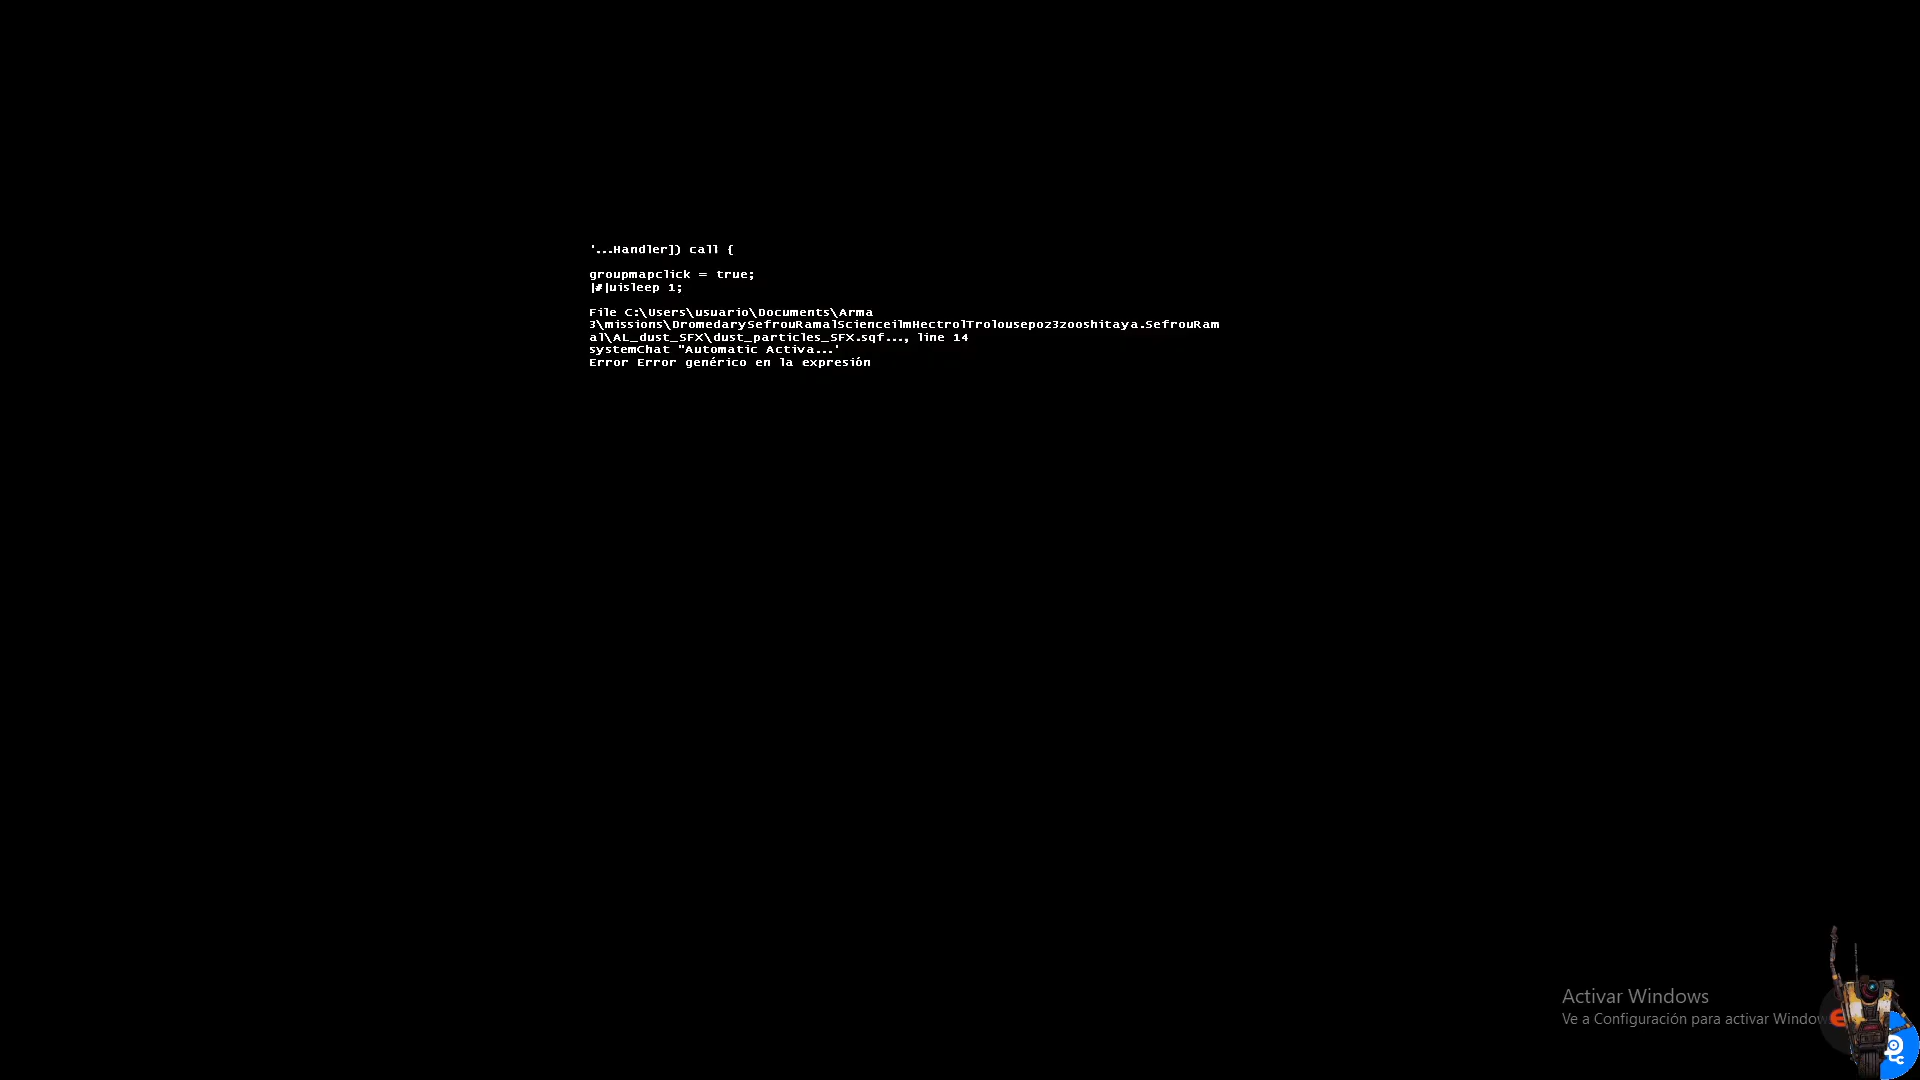 '...Handler]) call {
groupmapclick = true;
|#|uisleep 1;
File C:\Users\usuario\Documents\Arma
3\missions\DromedarySefrouRamalScienceilmHectrolTrolousepoz3zooshitaya.SefrouRam
al\AL_dust_SFX\dust_particles_SFX.sqf..., line 14
systemChat "Automatic Activa...'
Error Error genérico en la expresión
Activar Windows
Ve a Configuración para activar Windows